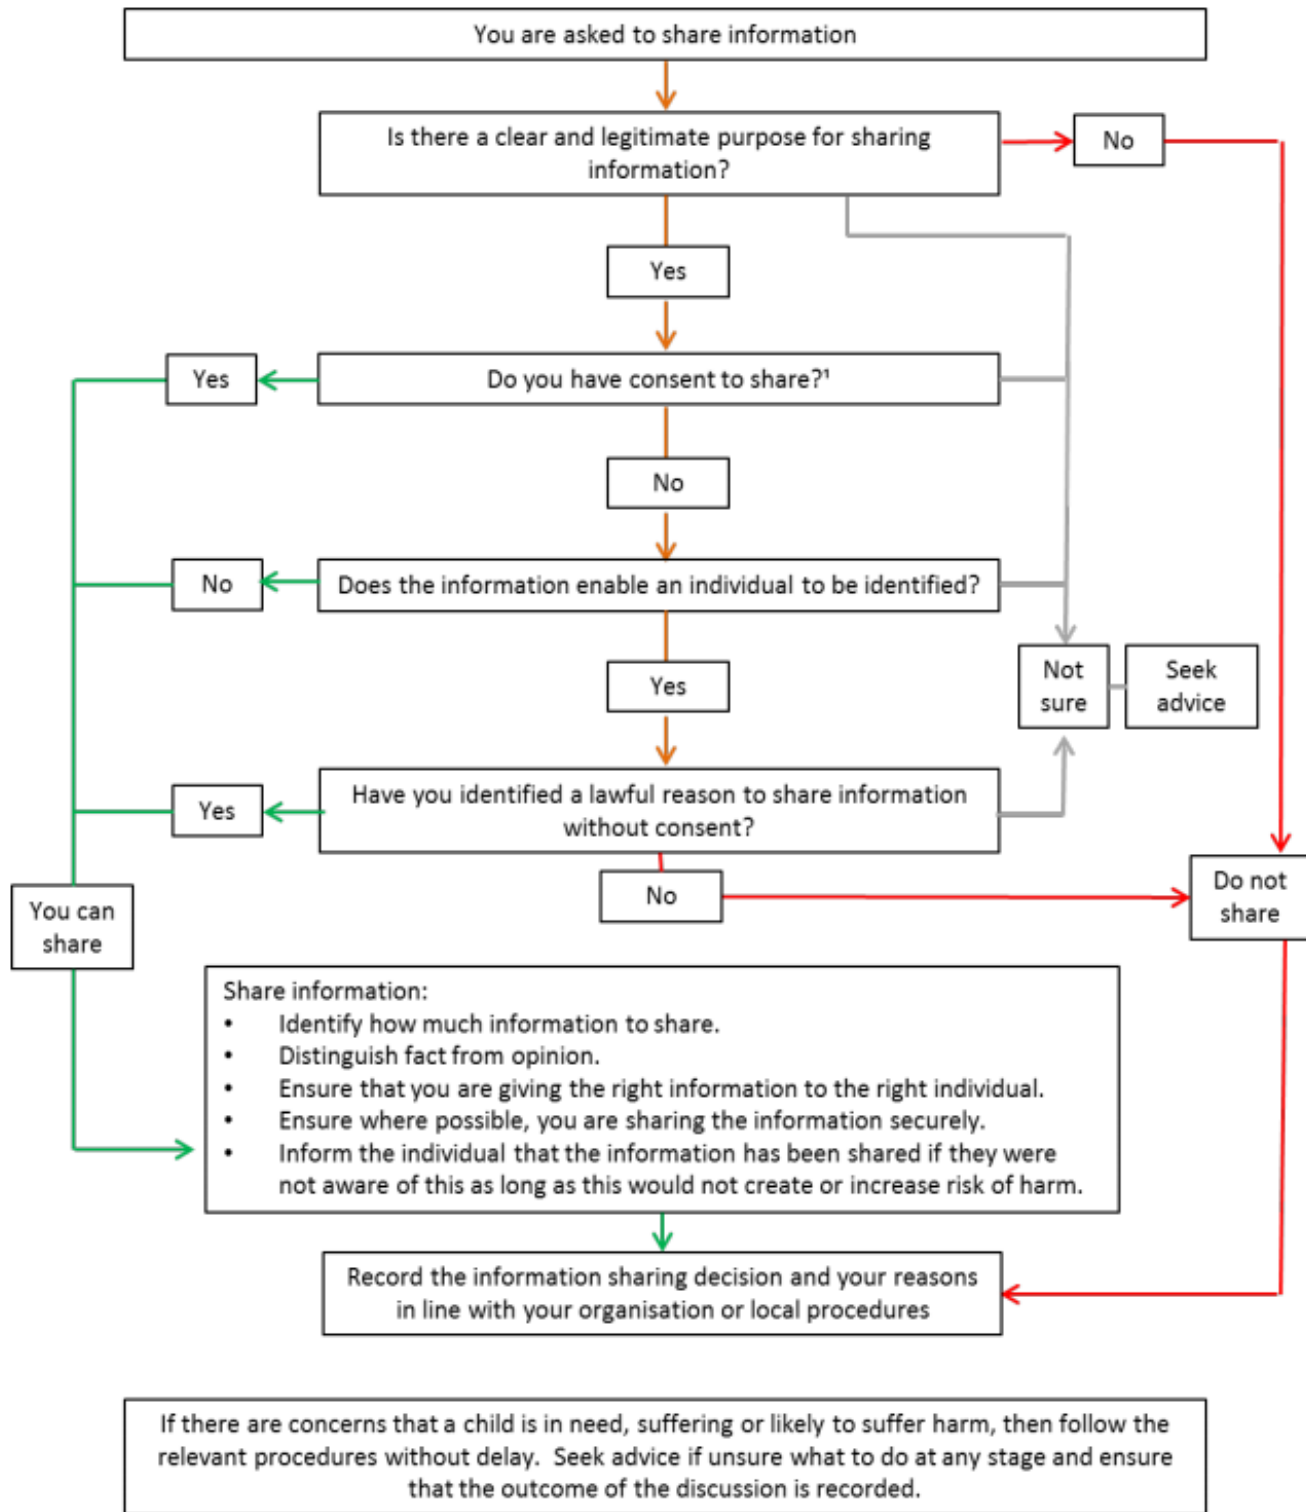 You are asked to share information
Is there a clear and legitimate purpose for sharing
information?
No
Yes
Yes
Do you have consent to share?¹
No
No
Does the information enable an individual to be identified?
Yes
Not
sure
Seek
advice
Yes
Have you identified a lawful reason to share information
without consent?
No
Do not
share
You can
share
Share information:
• Identify how much information to share.
• Distinguish fact from opinion.
• Ensure that you are giving the right information to the right individual.
• Ensure where possible, you are sharing the information securely.
• Inform the individual that the information has been shared if they were
not aware of this as long as this would not create or increase risk of harm.
Record the information sharing decision and your reasons
in line with your organisation or local procedures
If there are concerns that a child is in need, suffering or likely to suffer harm, then follow the
relevant procedures without delay. Seek advice if unsure what to do at any stage and ensure
that the outcome of the discussion is recorded.